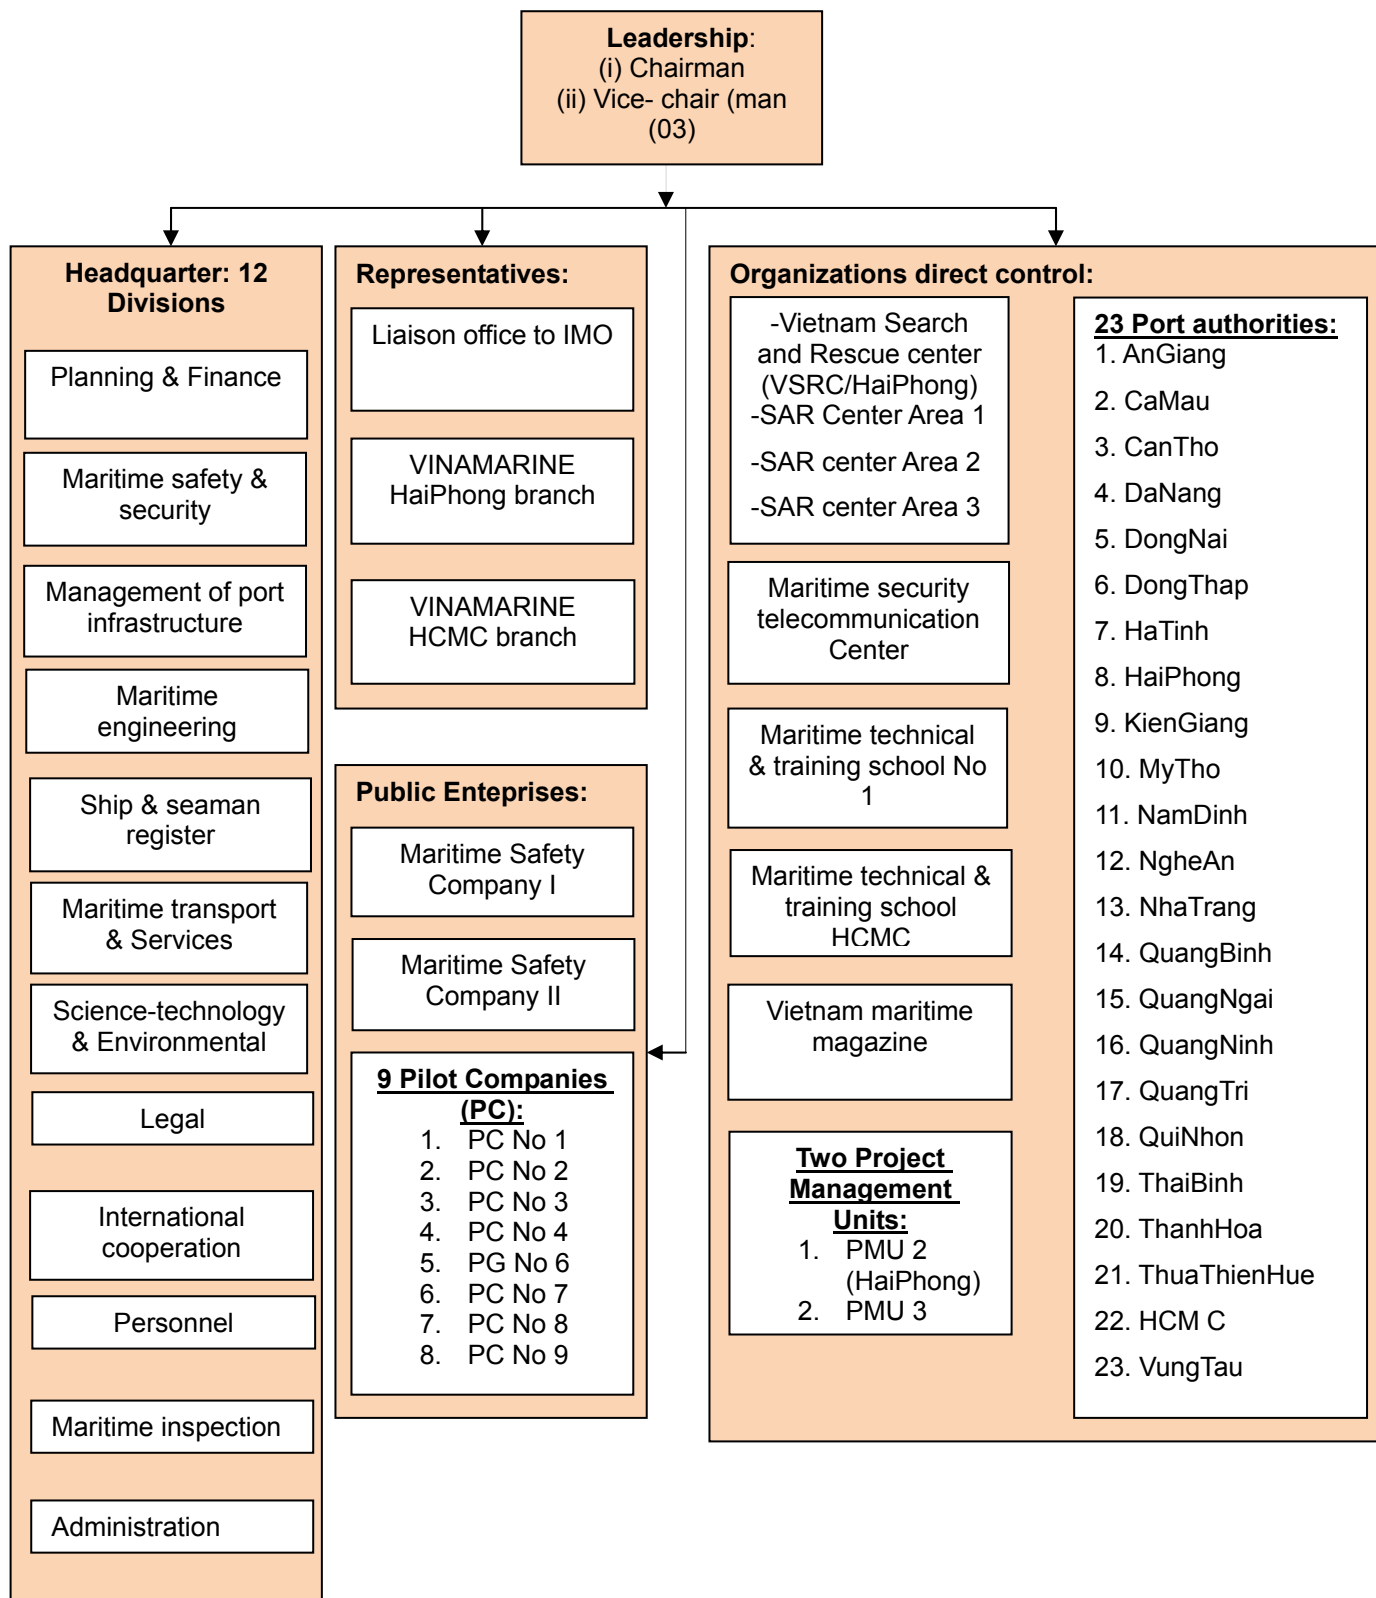 Leadership:
(i) Chairman
(ii) Vice- chair (man
(03)
Headquarter: 12
Divisions
Planning & Finance
Maritime safety &
security
Management of port
infrastructure
Maritime
engineering
Ship & seaman
register
Maritime transport
& Services
Science-technology
& Environmental
Legal
International
cooperation
Personnel
Maritime inspection
Administration
Representatives:
Liaison office to IMO
VINAMARINE
HaiPhong branch
VINAMARINE
HCMC branch
Public Enteprises:
Maritime Safety
Company I
Maritime Safety
Company II
9 Pilot Companies
(PC):
1. PC No 1
2. PC No 2
3. PC No 3
4. PC No 4
5. PG No 6
6. PC No 7
7. PC No 8
8. PC No 9
Organizations direct control:
-Vietnam Search
and Rescue center
(VSRC/HaiPhong)
-SAR Center Area 1
-SAR center Area 2
-SAR center Area 3
Maritime security
telecommunication
Center
Maritime technical
& training school No
1
Maritime technical &
training school
HCMC
Vietnam maritime
magazine
Two Project
Management
Units:
1. PMU 2
(HaiPhong)
2. PMU 3
23 Port authorities:
1. AnGiang
2. CaMau
3. CanTho
4. DaNang
5. DongNai
6. DongThap
7. HaTinh
8. HaiPhong
9. KienGiang
10. MyTho
11. NamDinh
12. NgheAn
13. NhaTrang
14. QuangBinh
15. QuangNgai
16. QuangNinh
17. QuangTri
18. QuiNhon
19. ThaiBinh
20. ThanhHoa
21. ThuaThienHue
22. HCM C
23. VungTau